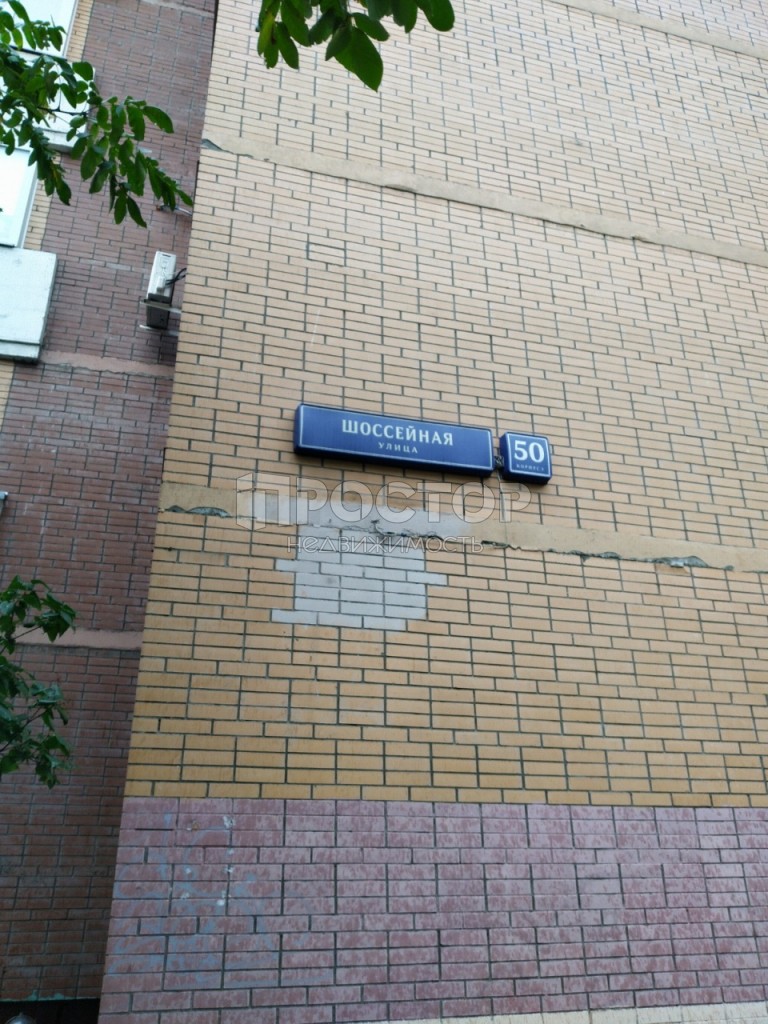 ШОССЕЙНАЯ
УЛИЦА
50
ПРОСТОР
НЕДВИЖИМОСТЬ